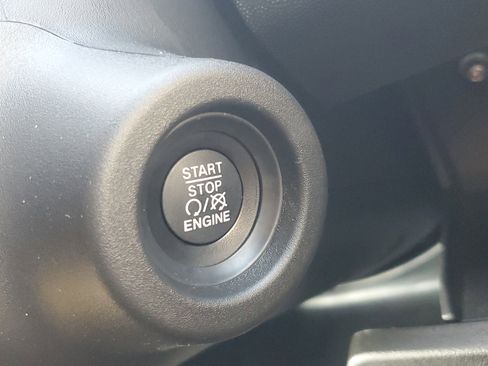 START
STOP
/
ENGINE